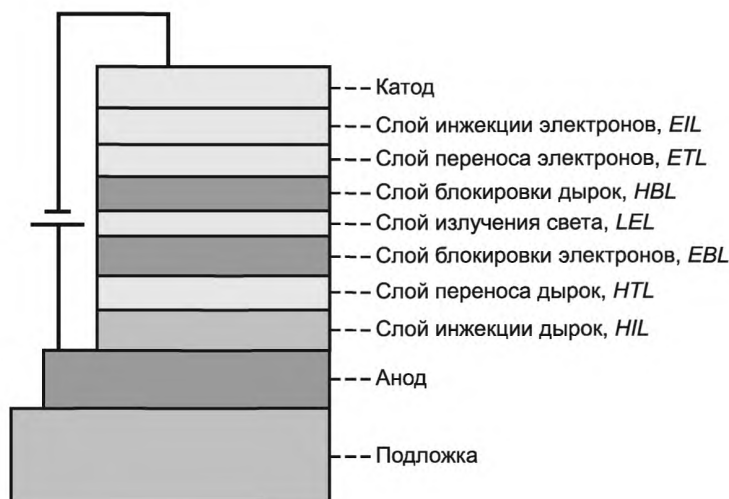 Катод
Слой инжекции электронов, EIL
Слой переноса электронов, ETL
Слой блокировки дырок, HBL
Слой излучения света, LEL
Слой блокировки электронов, EBL
Слой переноса дырок, HTL
Слой инжекции дырок, HIL
Анод
Подложка